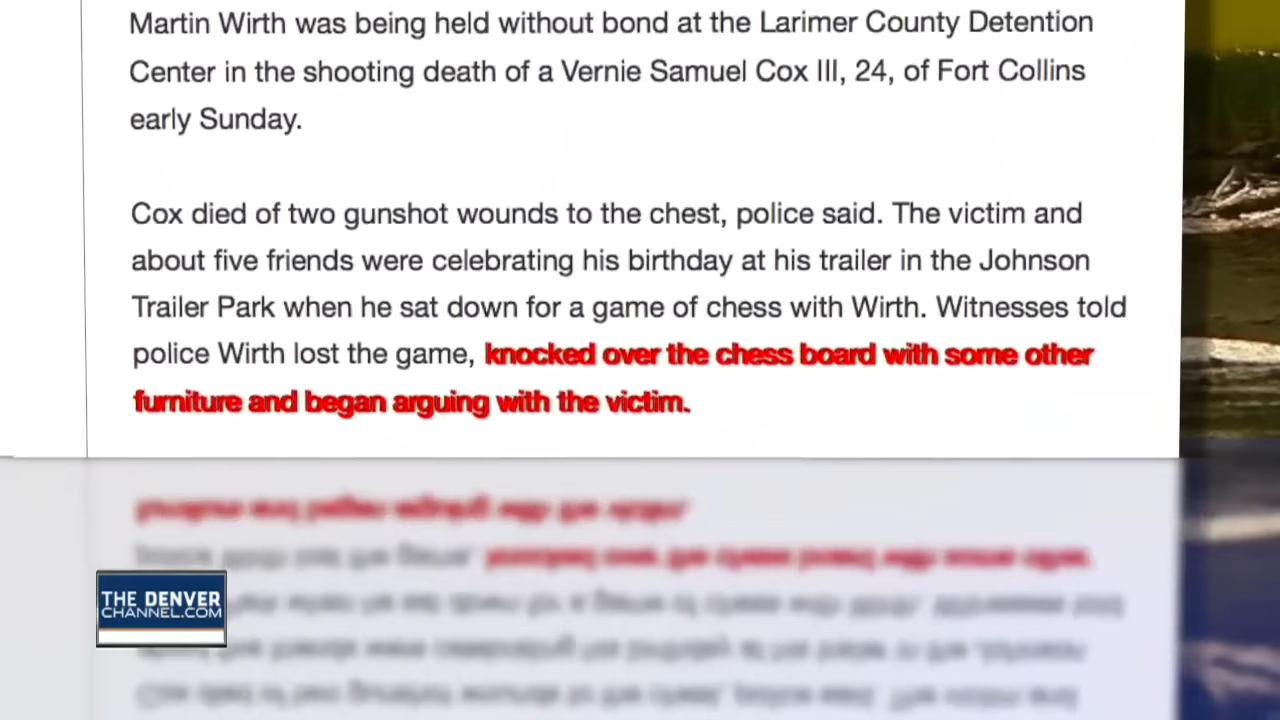 Martin Wirth was being held without bond at the Larimer County Detention
Center in the shooting death of a Vernie Samuel Cox III, 24, of Fort Collins
early Sunday.
Cox died of two gunshot wounds to the chest, police said. The victim and
about five friends were celebrating his birthday at his trailer in the Johnson
Trailer Park when he sat down for a game of chess with Wirth. Witnesses told
police Wirth lost the game, knocked over the chess board with some other
furniture and began arguing with the victim.
THE DENVER
CHANNEL.COM